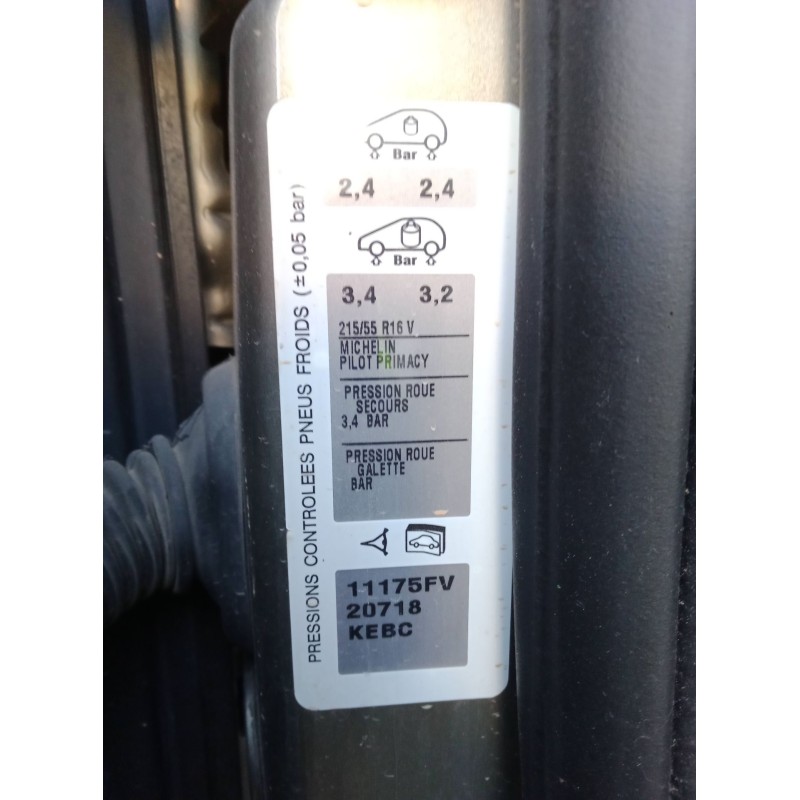 PRESSIONS CONTROLEES PNEUS FROIDS (±0,05 bar)
Bar
2,4 2,4
Bar
3,4 3,2
215/55 R16 V
MICHELIN
PILOT PRIMACY
PRESSION ROUE
SECOURS
3,4 BAR
PRESSION ROUE
GALETTE
BAR
11175FV
20718
KEBC